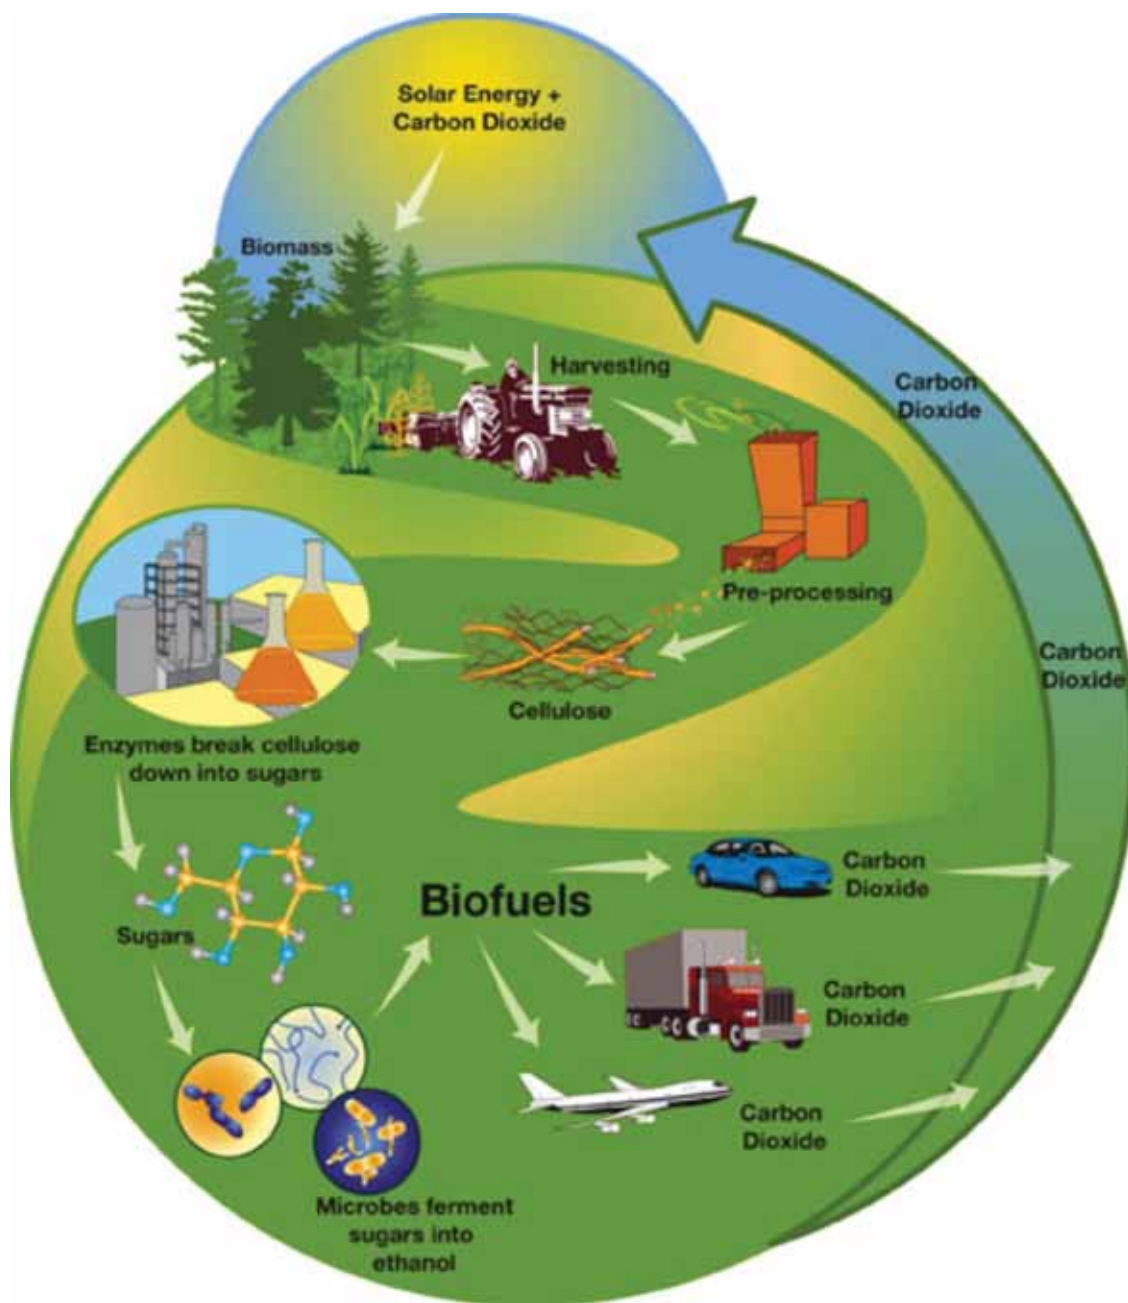 Solar Energy +
Carbon Dioxide
Biomass
Harvesting
Carbon
Dioxide
Pre-processing
Carbon
Dioxide
Cellulose
Enzymes break cellulose
down into sugars
Sugars
Biofuels
Carbon
Dioxide
Carbon
Dioxide
Carbon
Dioxide
Microbes ferment
sugars into
ethanol